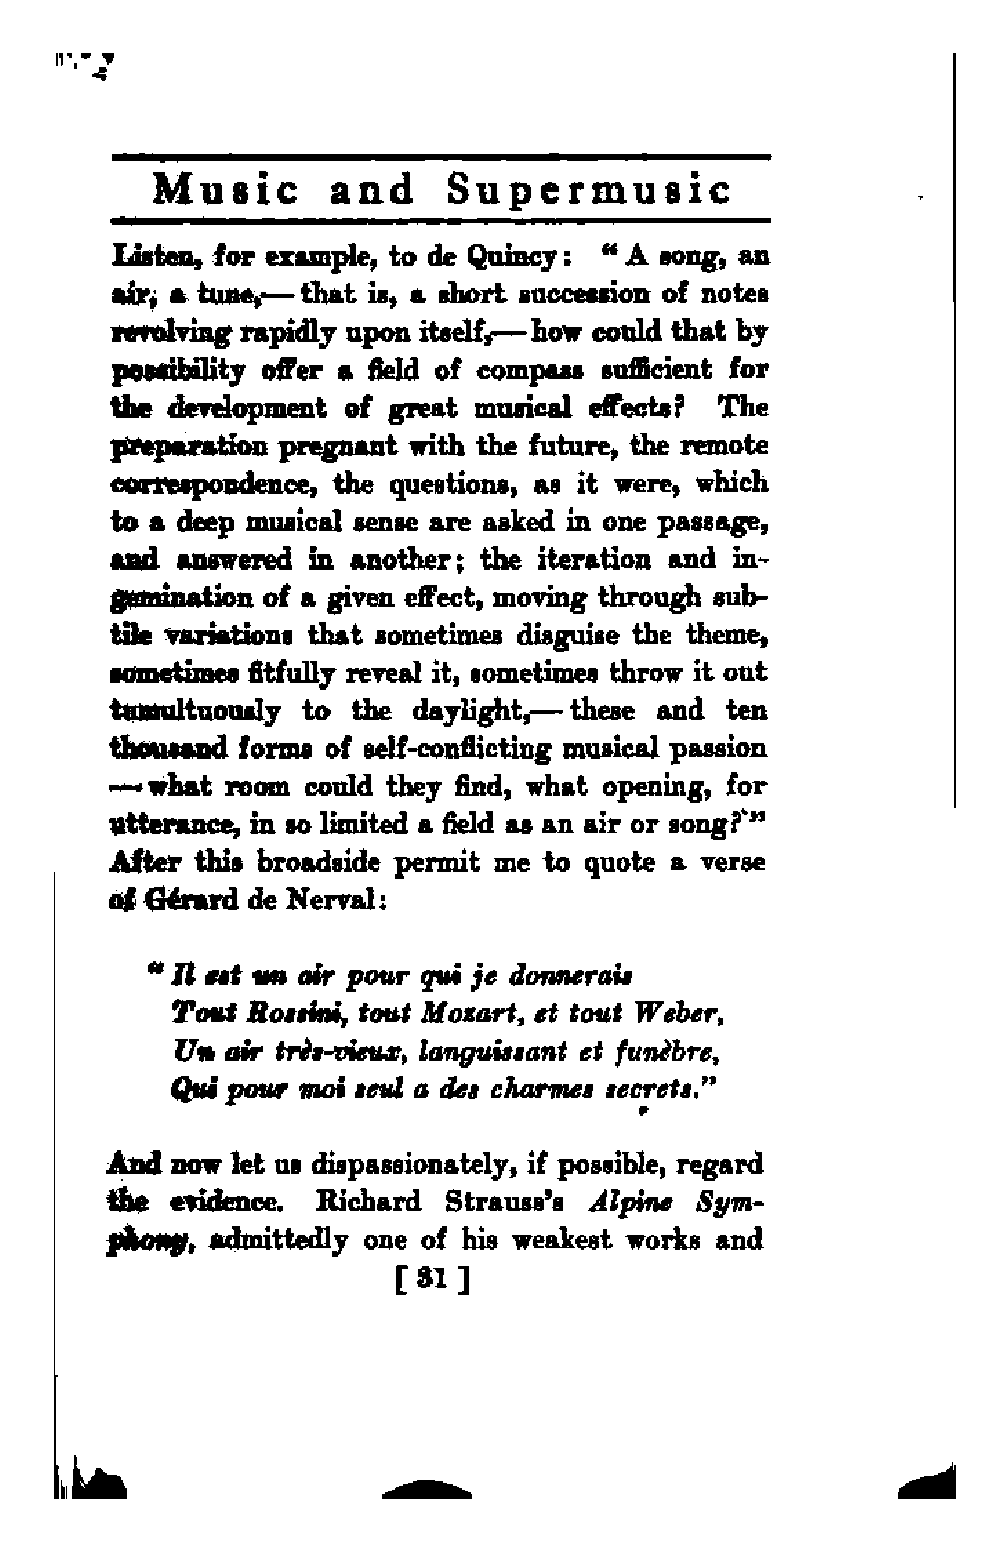 Music and Supermusic
Listen, for example, to de Quincy: "A song, an
air, a tune,—that is, a short succession of notes
revolving rapidly upon itself,—how could that by
possibility offer a field of compass sufficient for
the development of great musical effects? The
preparation pregnant with the future, the remote
correspondence, the questions, as it were, which
to a deep musical sense are asked in one passage,
and answered in another; the iteration and in-
gemination of a given effect, moving through sub-
tile variations that sometimes disguise the theme,
sometimes fitfully reveal it, sometimes throw it out
tumultuously to the daylight,—these and ten
thousand forms of self-conflicting musical passion
—what room could they find, what opening, for
utterance, in so limited a field as an air or song?"
After this broadside permit me to quote a verse
of Gérard de Nerval:
"Il est un air pour qui je donnerais
Tout Rossini, tout Mozart, et tout Weber,
Un air très-vieux, languissant et funèbre,
Qui pour moi seul a des charmes secrets."
And now let us dispassionately, if possible, regard
the evidence. Richard Strauss's Alpine Sym-
phony, admittedly one of his weakest works and
[31]